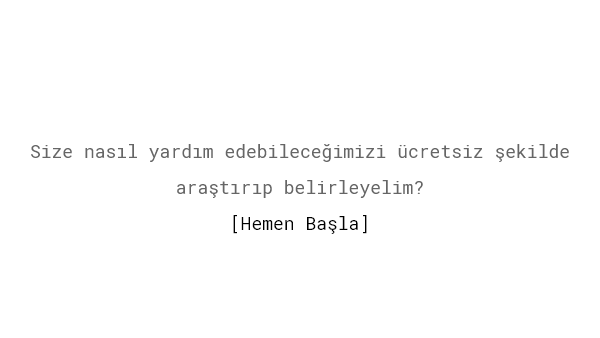 Size nasıl yardım edebileceğimizi ücretsiz şekilde
araştırıp belirleyelim?
[Hemen Başla]